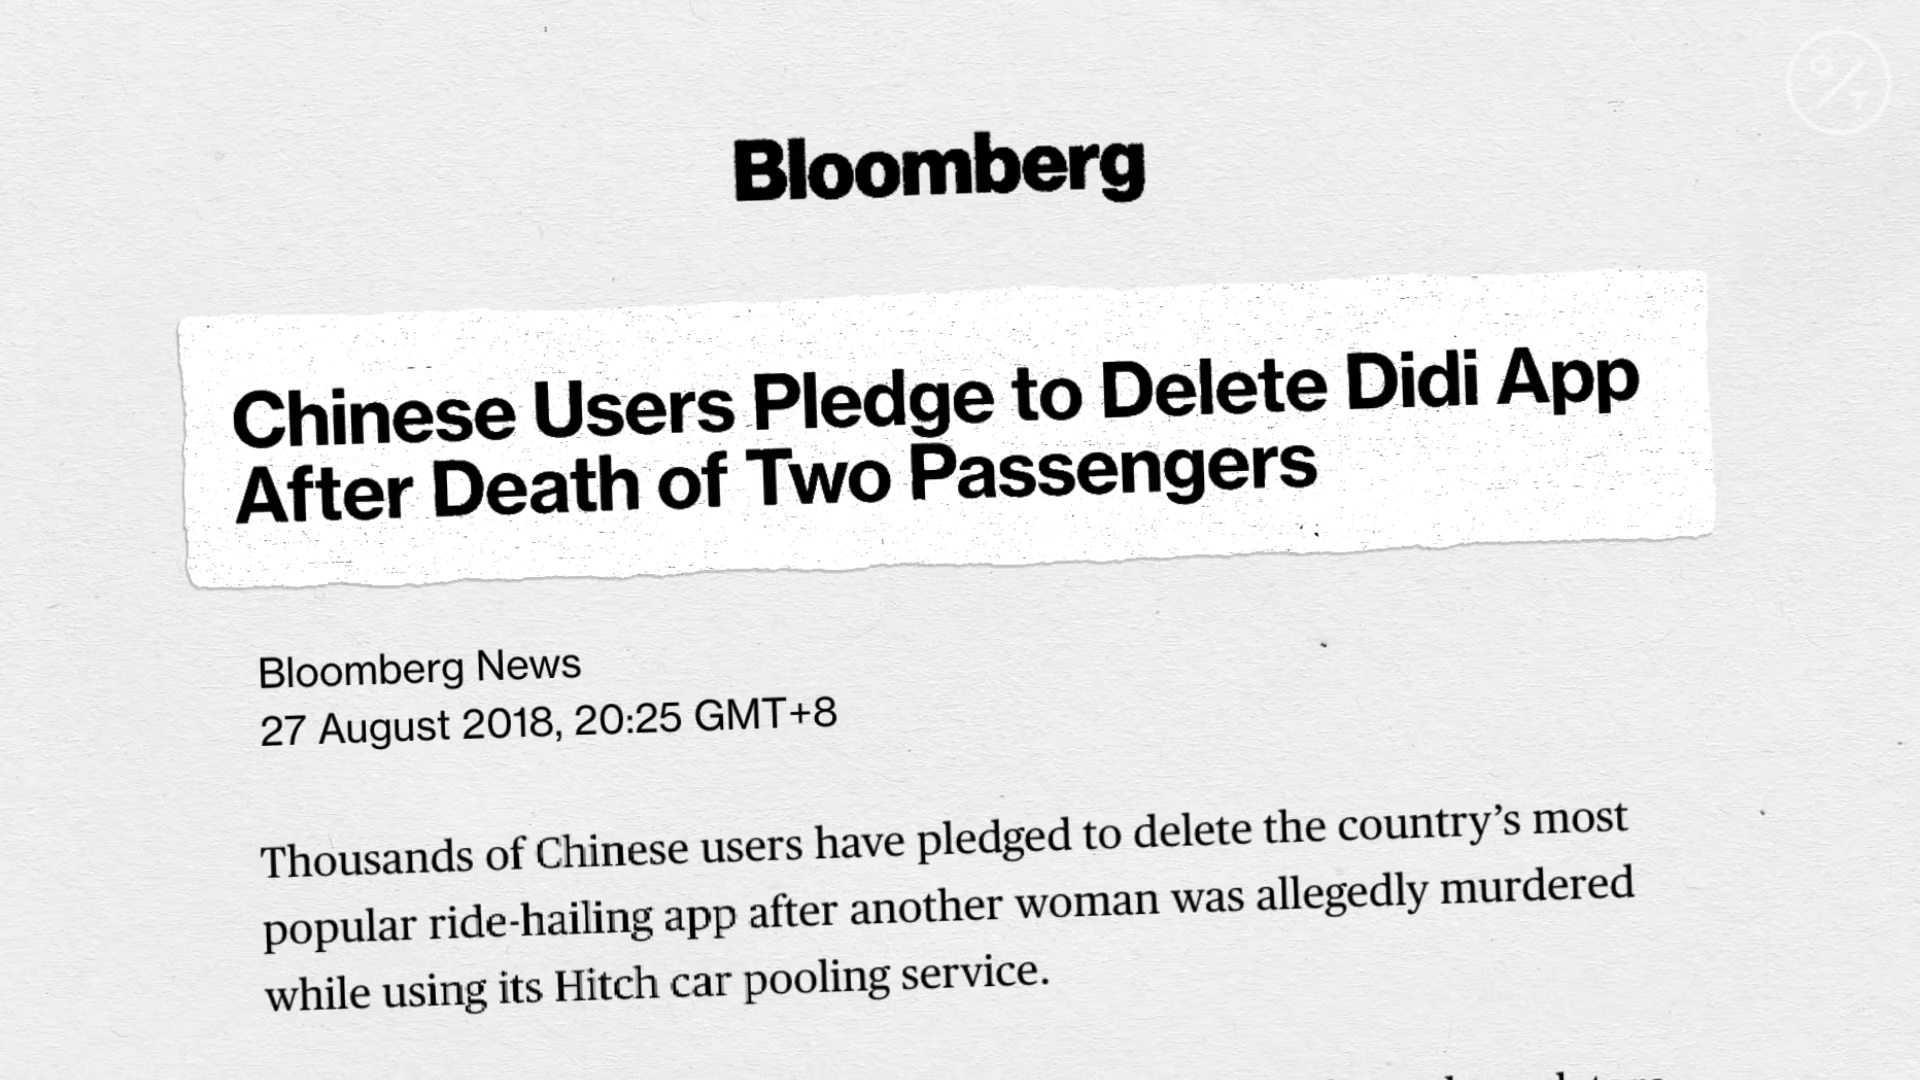 Bloomberg
Chinese Users Pledge to Delete Didi App
After Death of Two Passengers
Bloomberg News
27 August 2018, 20:25 GMT+8
Thousands of Chinese users have pledged to delete the country’s most
popular ride-hailing app after another woman was allegedly murdered
while using its Hitch car pooling service.